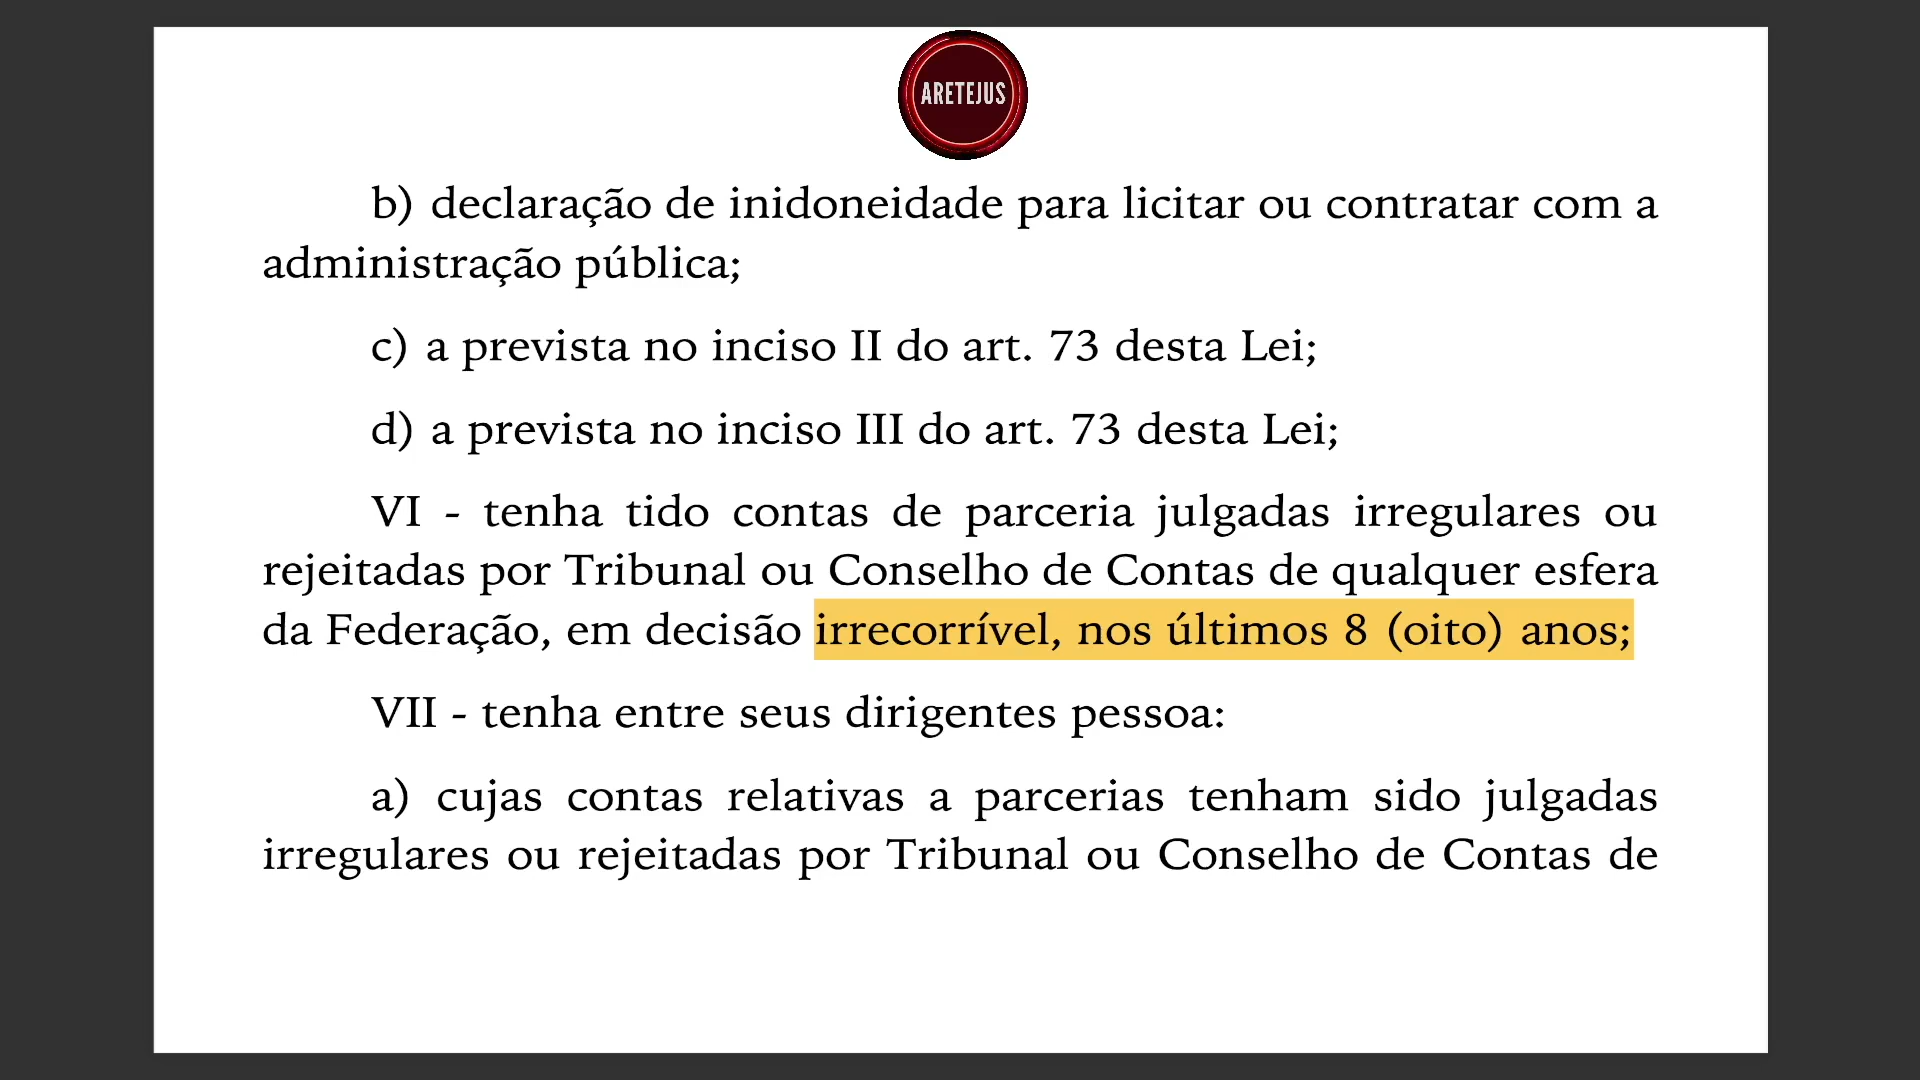 ARETEJUS
b) declaração de inidoneidade para licitar ou contratar com a
administração pública;
c) a prevista no inciso II do art. 73 desta Lei;
d) a prevista no inciso III do art. 73 desta Lei;
VI - tenha tido contas de parceria julgadas irregulares ou
rejeitadas por Tribunal ou Conselho de Contas de qualquer esfera
da Federação, em decisão irrecorrível, nos últimos 8 (oito) anos;
VII - tenha entre seus dirigentes pessoa:
a) cujas contas relativas a parcerias tenham sido julgadas
irregulares ou rejeitadas por Tribunal ou Conselho de Contas de